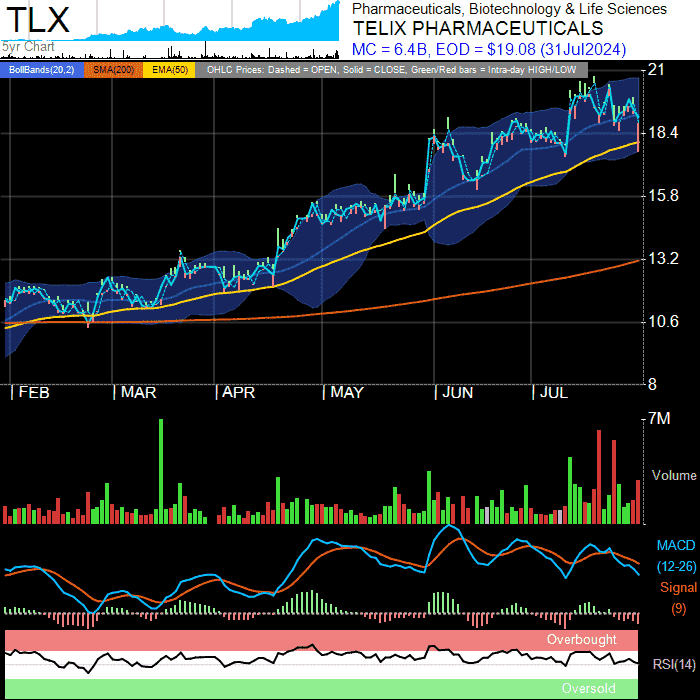 TLX
5yr Chart
Pharmaceuticals, Biotechnology & Life Sciences
TELIX PHARMACEUTICALS
MC = 6.4B, EOD = $19.08 (31Jul2024)
BollBands(20,2) SMA(200) EMA(50) OHLC Prices: Dashed = OPEN, Solid = CLOSE, Green/Red bars = Intra-day HIGH/LOW
21
18.4
15.8
13.2
10.6
8
FEB MAR APR MAY JUN JUL
7M
Volume
MACD
(12-26)
Signal
(9)
Overbought
RSI(14)
Oversold